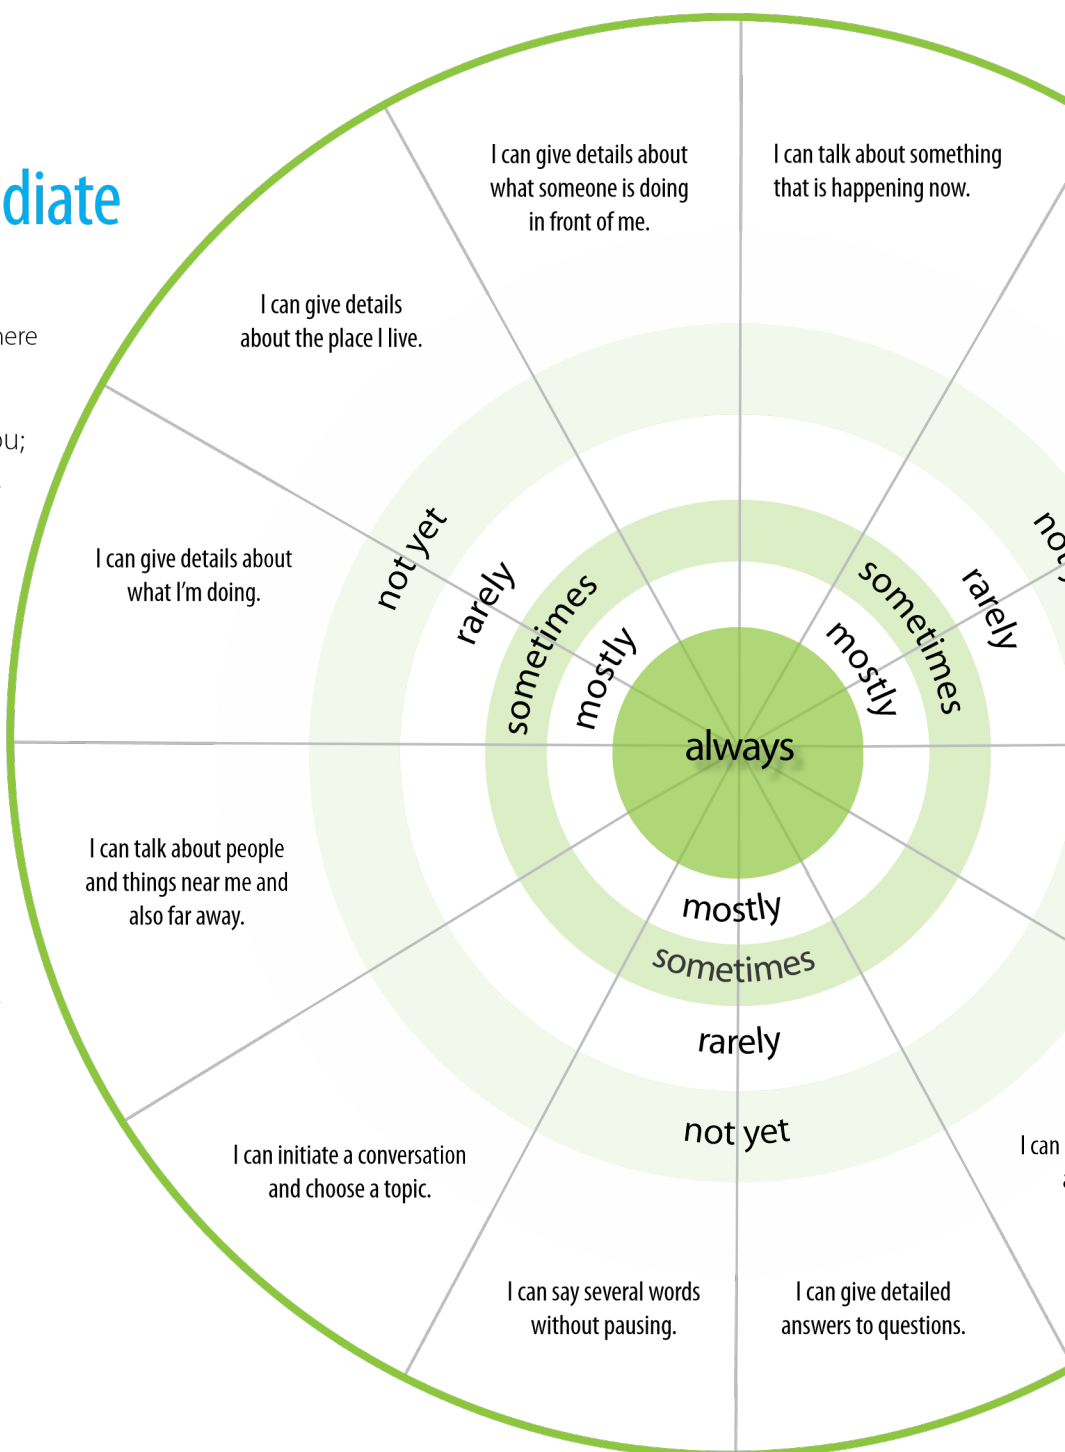 diate
ou;
I can give details about
what someone is doing
in front of me.
I can talk about something
that is happening now.
I can give details
about the place I live.
I can give details about
what I'm doing.
not yet
rarely
sometimes
mostly
mostly
sometimes
rarely
always
I can talk about people
and things near me and
also far away.
mostly
sometimes
rarely
not yet
I can initiate a conversation
and choose a topic.
I can
I can say several words
without pausing.
I can give detailed
answers to questions.